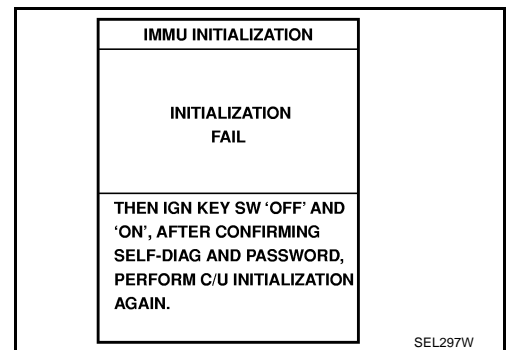 IMMU INITIALIZATION
INITIALIZATION
FAIL
THEN IGN KEY SW ‘OFF’ AND
‘ON’, AFTER CONFIRMING
SELF-DIAG AND PASSWORD,
PERFORM C/U INITIALIZATION
AGAIN.
SEL297W